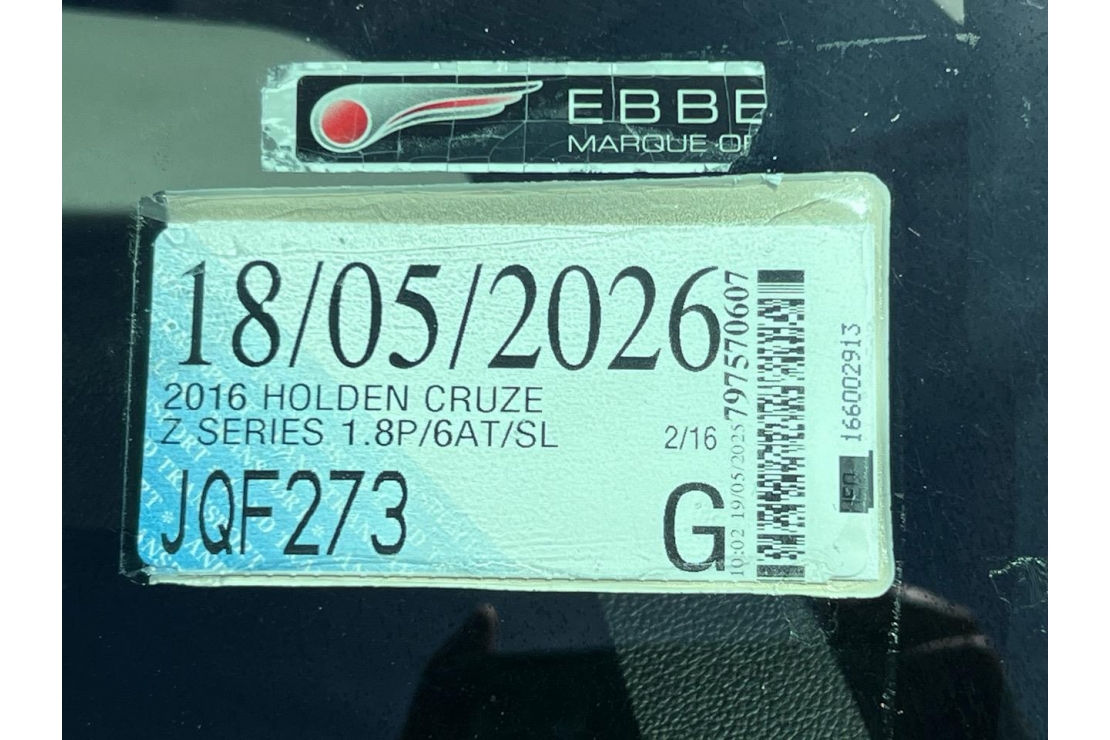 EBBE
MARQUE OF
18/05/2026
2016 HOLDEN CRUZE
Z SERIES 1.8P/6AT/SL
2/16
JQF273
G
10:02 19/05/2025 797570607
166002913